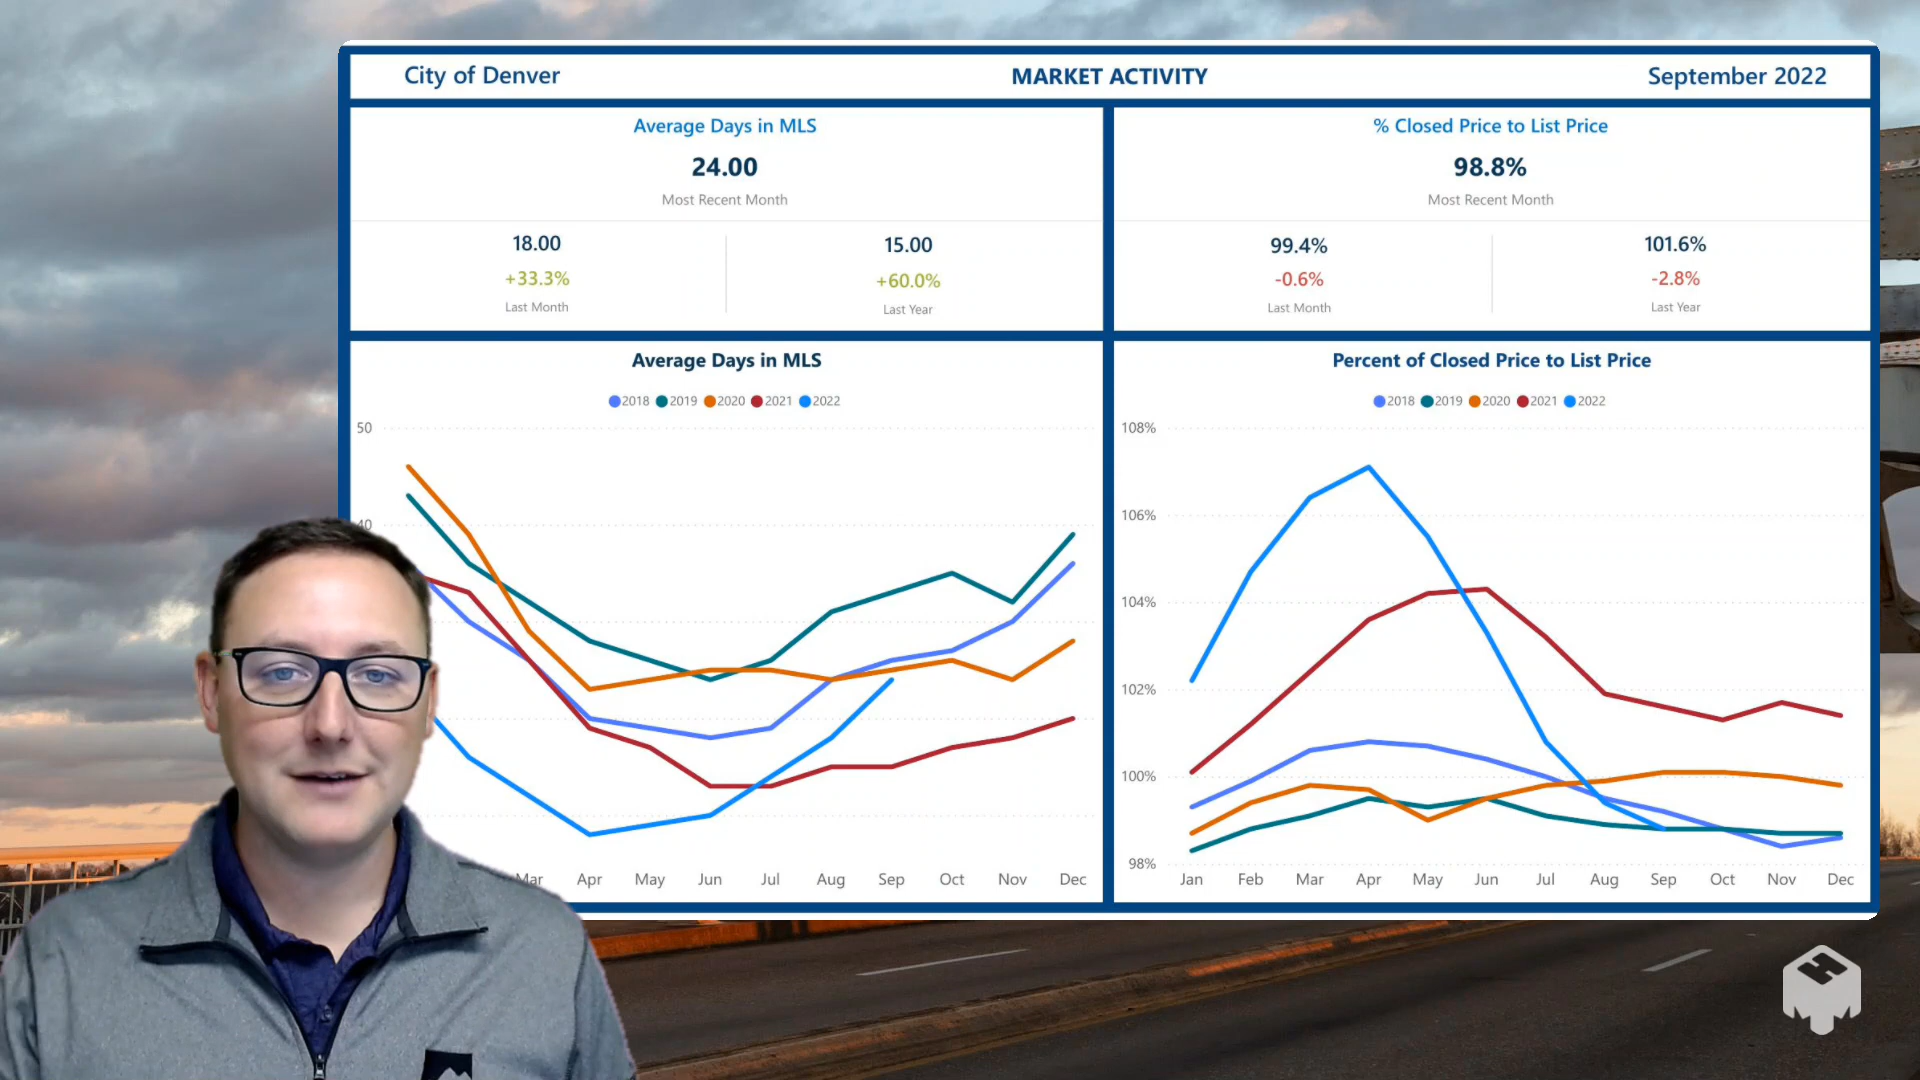 City of Denver
MARKET ACTIVITY
September 2022
Average Days in MLS
24.00
Most Recent Month
18.00
+33.3%
Last Month
15.00
+60.0%
Last Year
% Closed Price to List Price
98.8%
Most Recent Month
99.4%
-0.6%
Last Month
101.6%
-2.8%
Last Year
Average Days in MLS
2018 2019 2020 2021 2022
50
40
Mar Apr May Jun Jul Aug Sep Oct Nov Dec
Percent of Closed Price to List Price
2018 2019 2020 2021 2022
108%
106%
104%
102%
100%
98%
Jan Feb Mar Apr May Jun Jul Aug Sep Oct Nov Dec